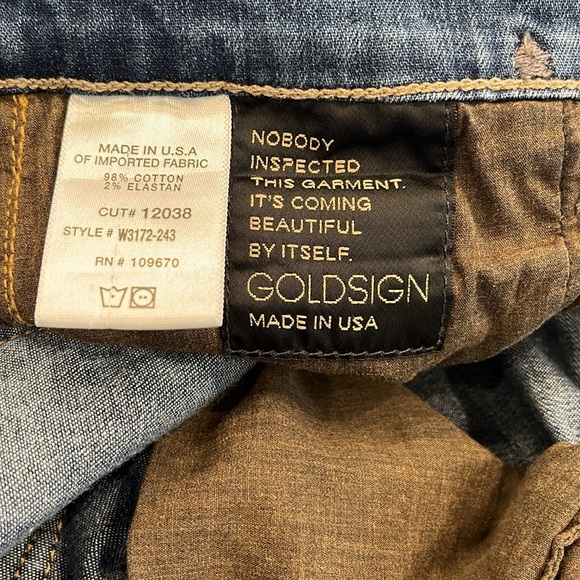 MADE IN U.S.A
OF IMPORTED FABRIC
98% COTTON
2% ELASTAN
CUT# 12038
STYLE # W3172-243
RN # 109670
NOBODY
INSPECTED
THIS GARMENT.
IT'S COMING
BEAUTIFUL
BY ITSELF.
GOLDSIGN
MADE IN USA